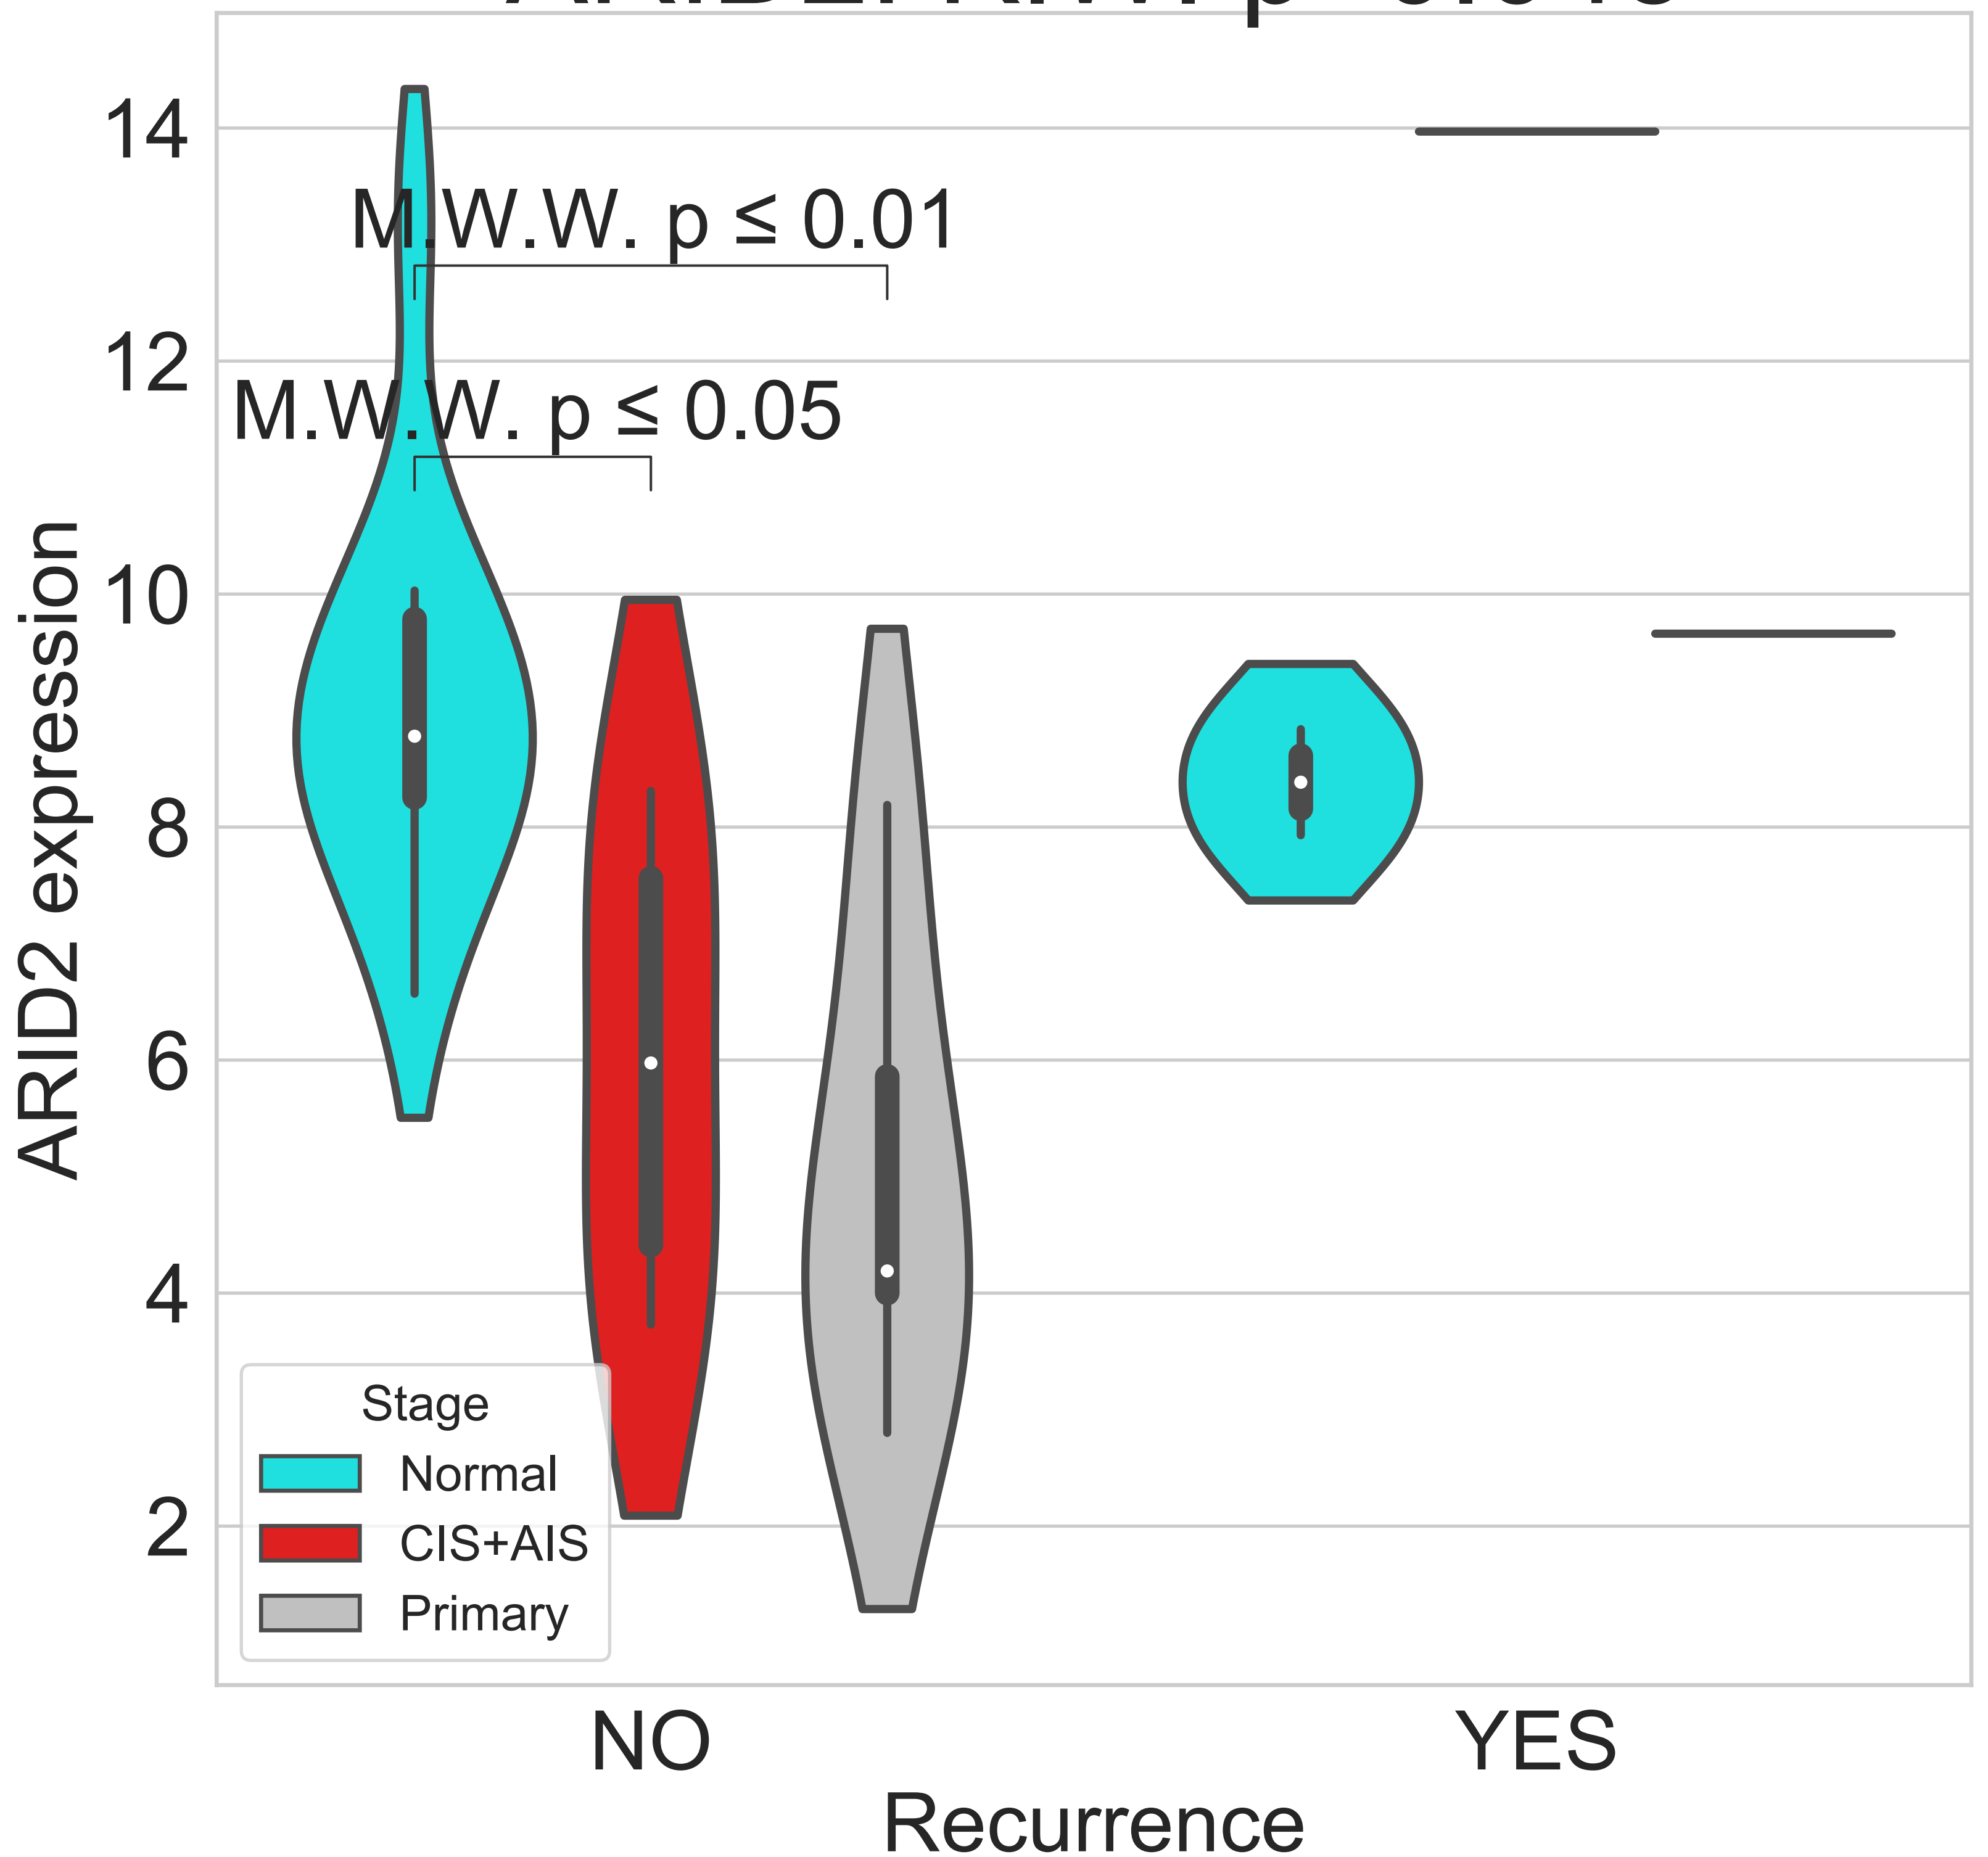 14
12
10
8
6
4
2
ARID2 expression
M.W.W. p ≤ 0.01
M.W.W. p ≤ 0.05
Stage
Normal
CIS+AIS
Primary
NO
YES
Recurrence